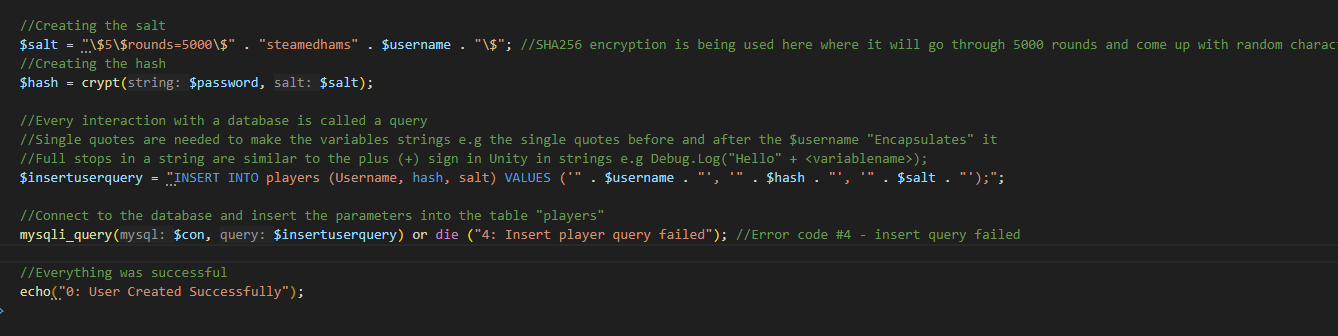 //Creating the salt
$salt = "\$5\$rounds=5000\$" . "steamedhams" . $username . "\$"; //SHA256 encryption is being used here where it will go through 5000 rounds and come up with random charac
//Creating the hash
$hash = crypt(string: $password, salt: $salt);
//Every interaction with a database is called a query
//Single quotes are needed to make the variables strings e.g the single quotes before and after the $username "Encapsulates" it
//Full stops in a string are similar to the plus (+) sign in Unity in strings e.g Debug.Log("Hello" + <variablename>);
$insertuserquery = "INSERT INTO players (Username, hash, salt) VALUES ('" . $username . "', '" . $hash . "', '" . $salt . "');";
//Connect to the database and insert the parameters into the table "players"
mysqli_query(mysql: $con, query: $insertuserquery) or die ("4: Insert player query failed"); //Error code #4 - insert query failed
//Everything was successful
echo("0: User Created Successfully");